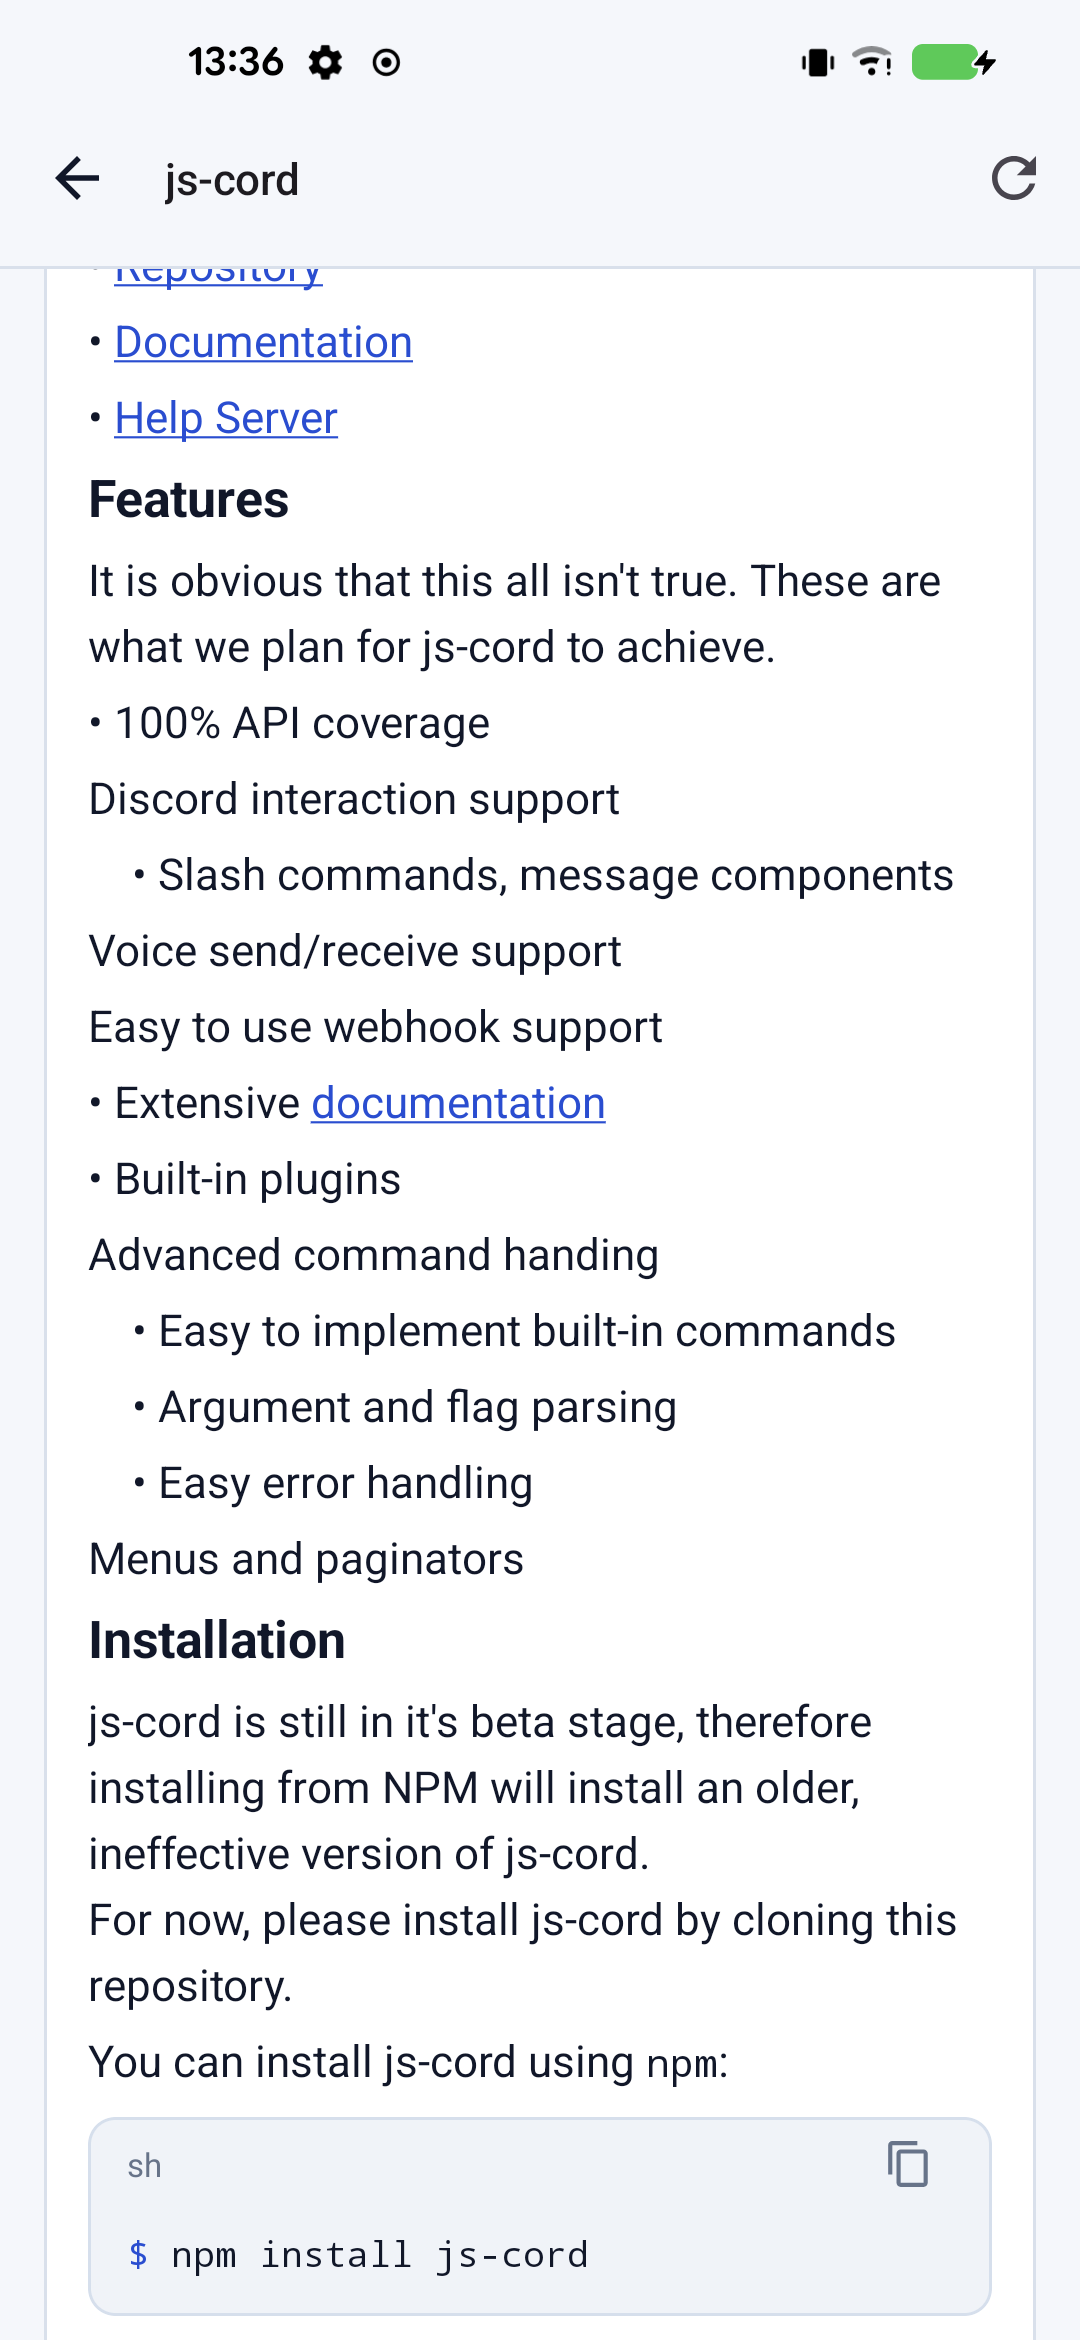 13:36
js-cord
• Repository
• Documentation
• Help Server
Features
It is obvious that this all isn't true. These are
what we plan for js-cord to achieve.
• 100% API coverage
Discord interaction support
• Slash commands, message components
Voice send/receive support
Easy to use webhook support
• Extensive documentation
• Built-in plugins
Advanced command handing
• Easy to implement built-in commands
• Argument and flag parsing
• Easy error handling
Menus and paginators
Installation
js-cord is still in it's beta stage, therefore
installing from NPM will install an older,
ineffective version of js-cord.
For now, please install js-cord by cloning this
repository.
You can install js-cord using npm:
sh
$ npm install js-cord